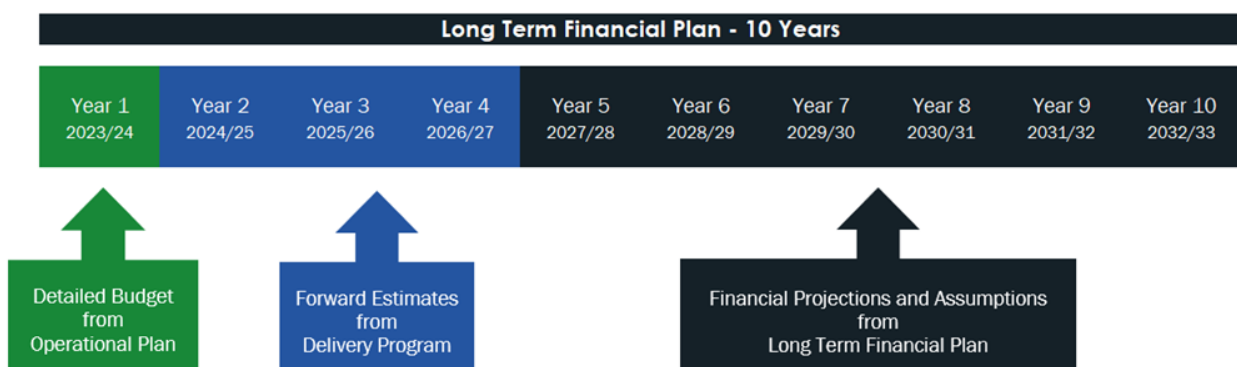 Long Term Financial Plan - 10 Years
Year 1
2023/24
Year 2
2024/25
Year 3
2025/26
Year 4
2026/27
Year 5
2027/28
Year 6
2028/29
Year 7
2029/30
Year 8
2030/31
Year 9
2031/32
Year 10
2032/33
Detailed Budget
from
Operational Plan
Forward Estimates
from
Delivery Program
Financial Projections and Assumptions
from
Long Term Financial Plan